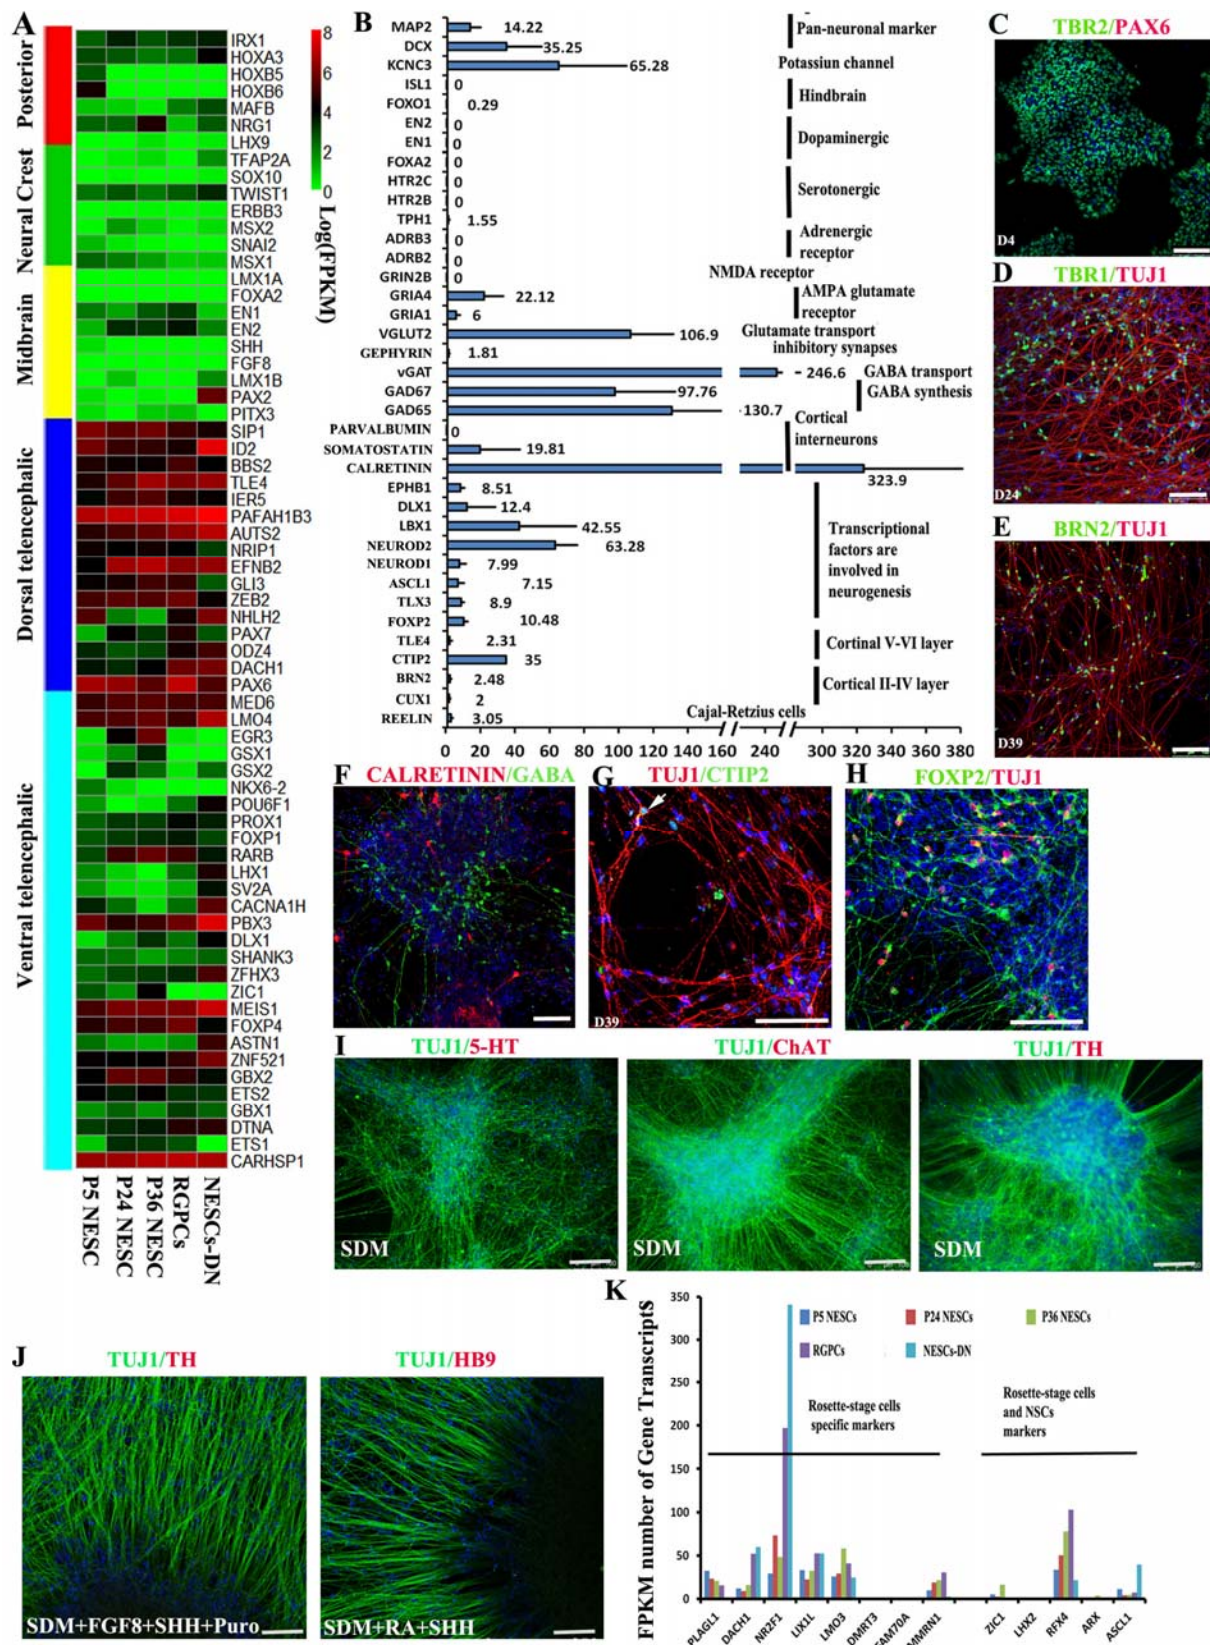 A
Posterior
Neural Crest
Midbrain
Dorsal telencephalic
Ventral telencephalic
IRX1
HOXA3
HOXB5
HOXB6
MAFB
NRG1
LHX9
TFAP2A
SOX10
TWIST1
ERBB3
MSX2
SNAI2
MSX1
LMX1A
FOXA2
EN1
EN2
SHH
FGF8
LMX1B
PAX2
PITX3
SIP1
ID2
BBS2
TLE4
IER5
PAFAH1B3
AUTS2
NRIP1
EFNB2
GLI3
ZEB2
NHLH2
PAX7
ODZ4
DACH1
PAX6
MED6
LMO4
EGR3
GSX1
GSX2
NKX6-2
POU6F1
PROX1
FOXP1
RARB
LHX1
SV2A
CACNA1H
PBX3
DLX1
SHANK3
ZFHX3
ZIC1
MEIS1
FOXP4
ASTN1
ZNF521
GBX2
ETS2
GBX1
DTNA
ETS1
CARHSP1
P5 NESC
P24 NESC
P36 NESC
RGPCs
NESCs-DN
8
6
4
2
0
Log(FPKM)
B
MAP2 14.22
DCX 35.25
Pan-neuronal marker
KCNC3 65.28
Potassiun channel
ISL1 0
FOXO1 0.29
Hindbrain
EN2 0
EN1 0
Dopaminergic
FOXA2 0
HTR2C 0
HTR2B 0
TPH1 1.55
Serotonergic
ADRB3 0
ADRB2 0
Adrenergic
receptor
GRIN2B 0
NMDA receptor
GRIA4 22.12
GRIA1 6
AMPA glutamate
receptor
VGLUT2 106.9
Glutamate transport
GEPHYRIN 1.81
inhibitory synapses
vGAT 246.6
GABA transport
GAD67 97.76
GAD65 130.7
GABA synthesis
PARVALBUMIN 0
SOMATOSTATIN 19.81
CALRETININ 323.9
Cortical
interneurons
EPHB1 8.51
DLX1 12.4
LBX1 42.55
NEUROD2 63.28
NEUROD1 7.99
ASCL1 7.15
TLX3 8.9
FOXP2 10.48
Transcriptional
factors are
involved in
neurogenesis
TLE4 2.31
CTIP2 35
Cortinal V-VI layer
BRN2 2.48
CUX1 2
Cortical II-IV layer
REELIN 3.05
Cajal-Retzius cells
0 20 40 60 80 100 120 140 160 240 300 320 340 360 380
C
TBR2/PAX6
D4
D
TBR1/TUJ1
D24
E
BRN2/TUJ1
D39
F
CALRETININ/GABA
G
TUJ1/CTIP2
D39
H
FOXP2/TUJ1
I
TUJ1/5-HT
SDM
TUJ1/ChAT
SDM
TUJ1/TH
SDM
J
TUJ1/TH
SDM+FGF8+SHH+Puro
TUJ1/HB9
SDM+RA+SHH
K
FPKM number of Gene TranscriptS
350
300
250
200
150
100
50
0
P5 NESCs
P24 NESCs
P36 NESCs
RGPCs
NESCs-DN
Rosette-stage cells
specific markers
Rosette-stage cells
and NSCs
markers
PLAGL1
DACH1
NR2F1
LIX1L
LMO3
DMRT3
FAM70A
MMRN1
ZIC1
LHX2
RFX4
ARX
ASCL1